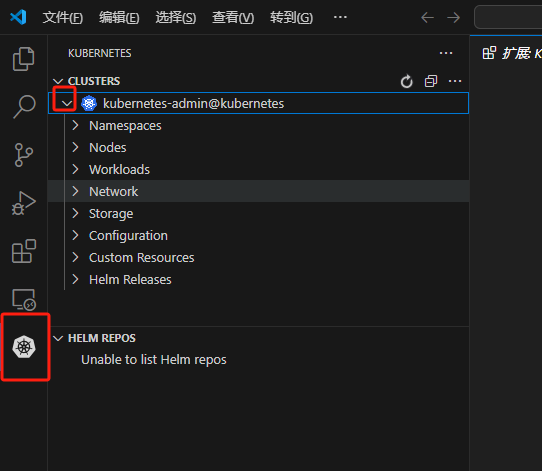 文件(F) 编辑(E) 选择(S) 查看(V) 转到(G) ···
KUBERNETES ···
扩展: K
CLUSTERS ···
kubernetes-admin@kubernetes
Namespaces
Nodes
Workloads
Network
Storage
Configuration
Custom Resources
Helm Releases
HELM REPOS
Unable to list Helm repos